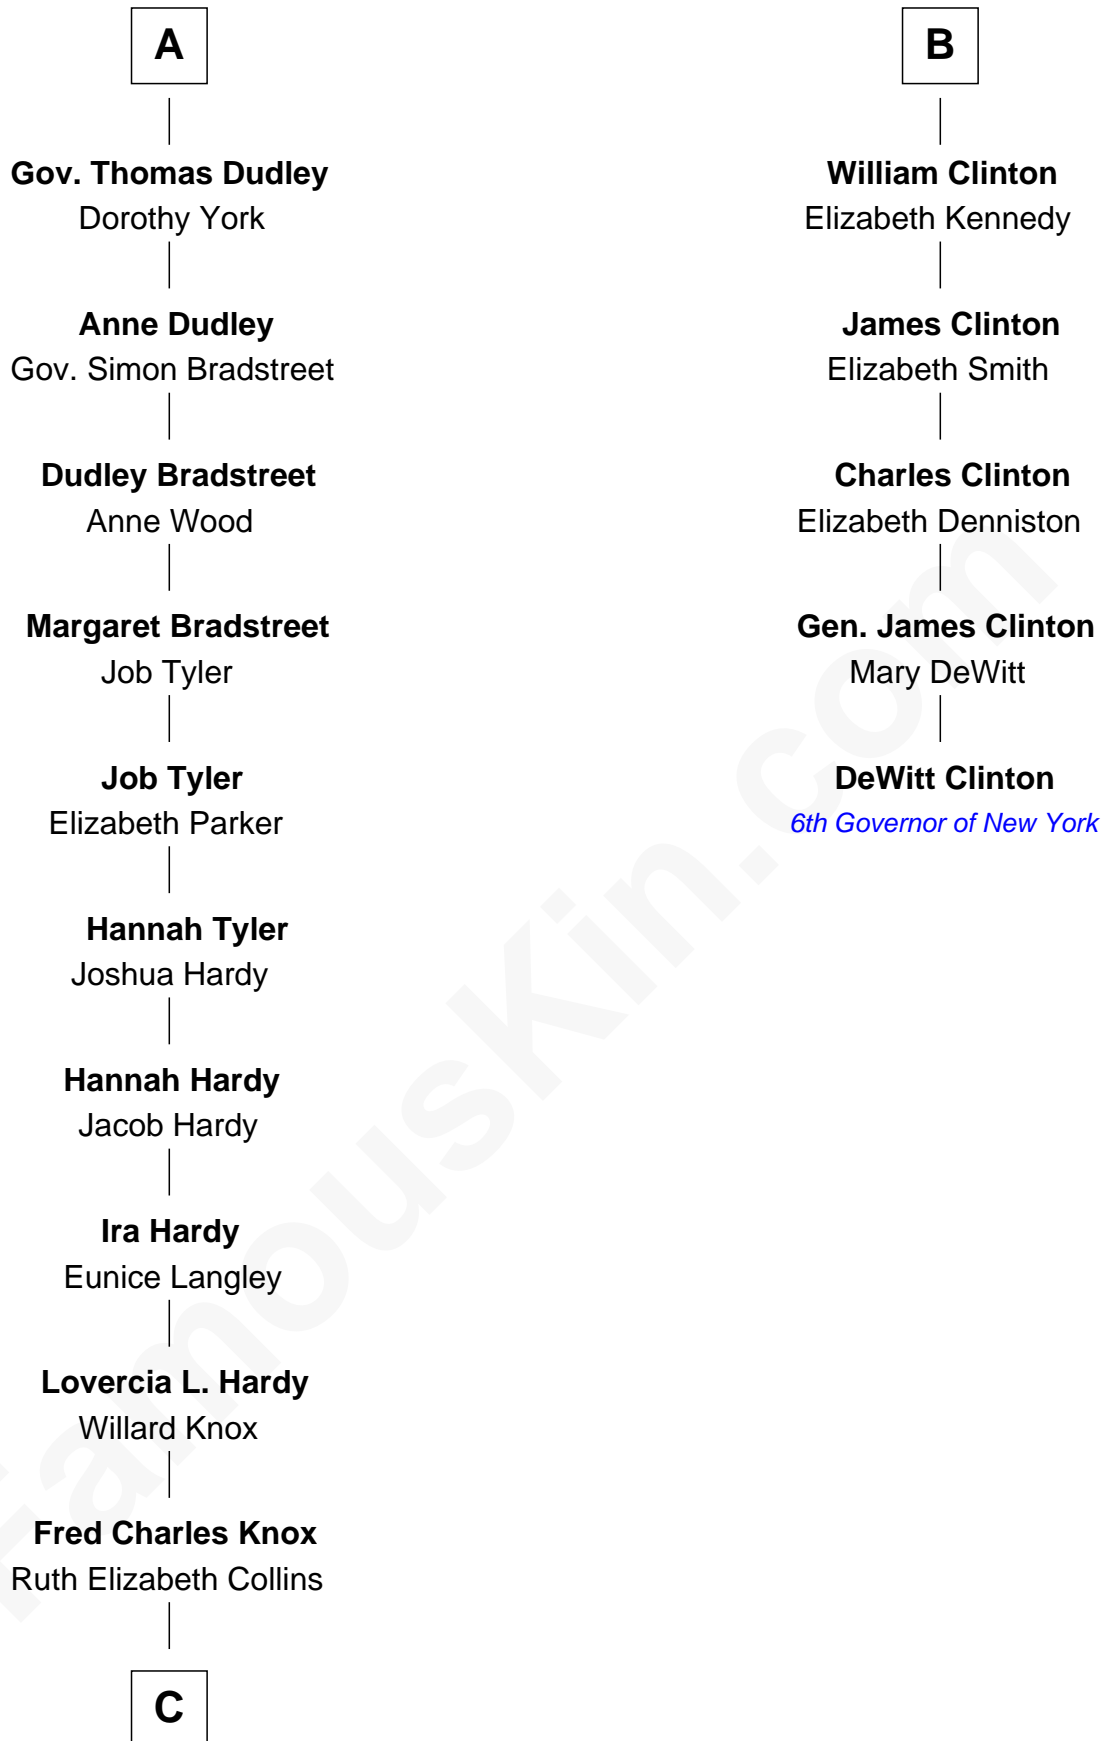 A
Gov. Thomas Dudley
Dorothy York
Anne Dudley
Gov. Simon Bradstreet
Dudley Bradstreet
Anne Wood
Margaret Bradstreet
Job Tyler
Job Tyler
Elizabeth Parker
Hannah Tyler
Joshua Hardy
Hannah Hardy
Jacob Hardy
Ira Hardy
Eunice Langley
Lovercia L. Hardy
Willard Knox
Fred Charles Knox
Ruth Elizabeth Collins
C
B
William Clinton
Elizabeth Kennedy
James Clinton
Elizabeth Smith
Charles Clinton
Elizabeth Denniston
Gen. James Clinton
Mary DeWitt
DeWitt Clinton
6th Governor of New York
FamousKin.com